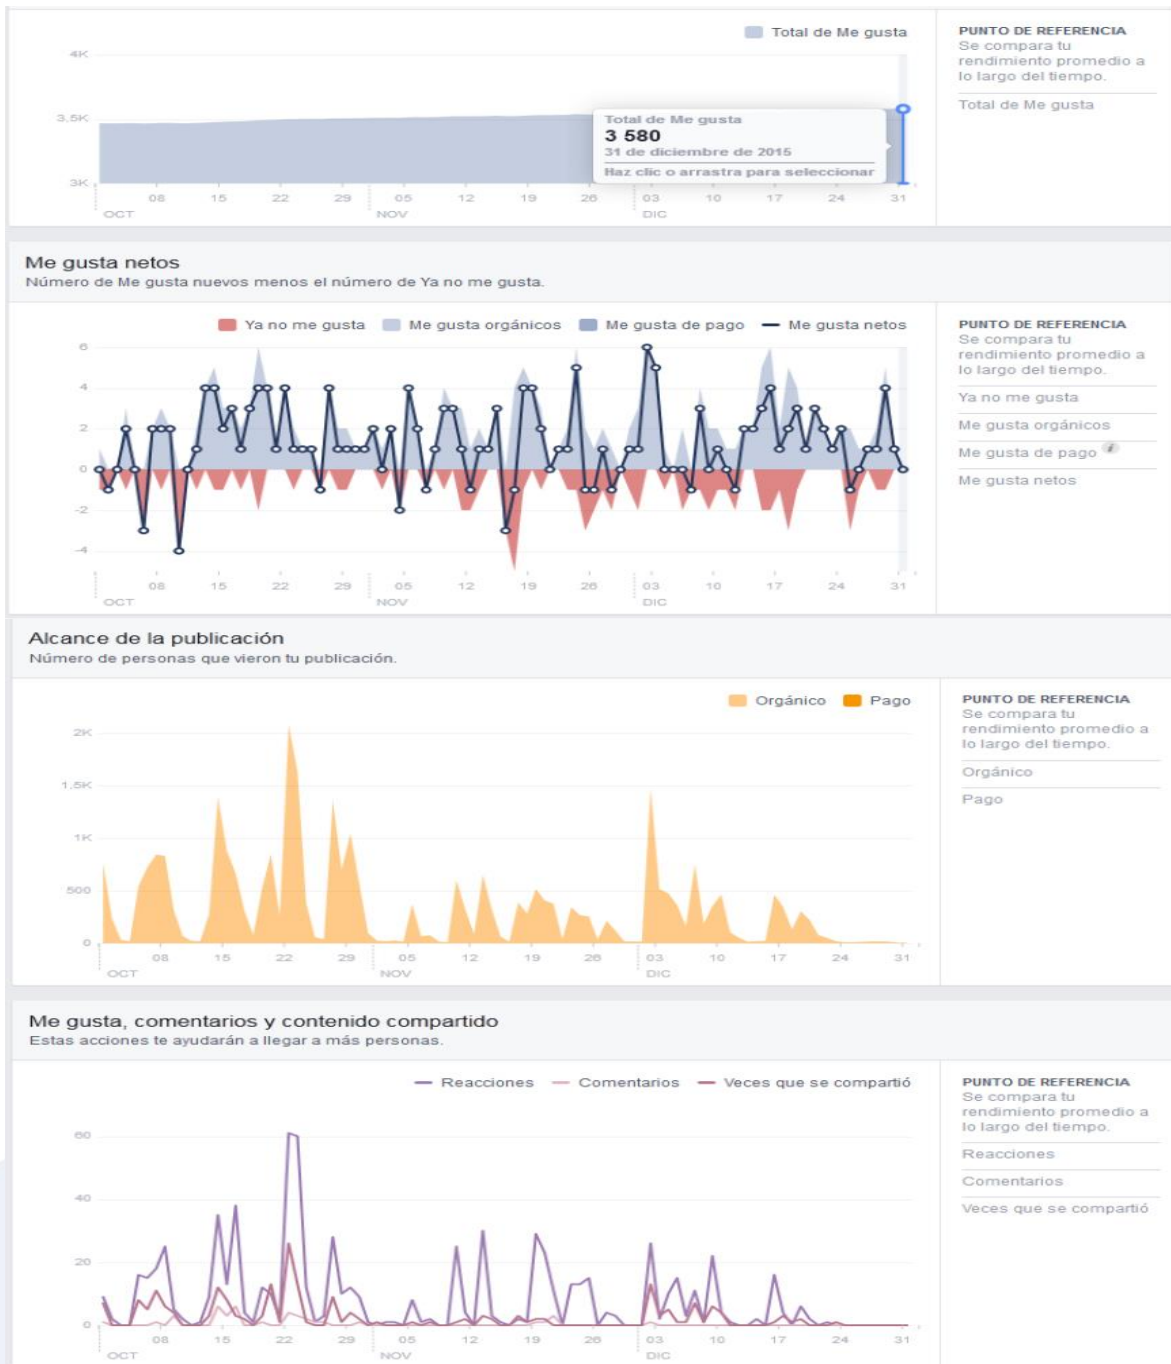 Total de Me gusta
PUNTO DE REFERENCIA
Se compara tu
rendimiento promedio a
lo largo del tiempo.
Total de Me gusta
4K
3.5K
3K
Total de Me gusta
3 580
31 de diciembre de 2015
Haz clic o arrastra para seleccionar
08 15 22 29 05 12 19 26 03 10 17 24 31
OCT NOV DIC
Me gusta netos
Número de Me gusta nuevos menos el número de Ya no me gusta.
Ya no me gusta Me gusta orgánicos Me gusta de pago Me gusta netos
PUNTO DE REFERENCIA
Se compara tu
rendimiento promedio a
lo largo del tiempo.
Ya no me gusta
Me gusta orgánicos
Me gusta de pago i
Me gusta netos
6
4
2
0
-2
-4
08 15 22 29 05 12 19 26 03 10 17 24 31
OCT NOV DIC
Alcance de la publicación
Número de personas que vieron tu publicación.
Orgánico Pago
PUNTO DE REFERENCIA
Se compara tu
rendimiento promedio a
lo largo del tiempo.
Orgánico
Pago
2K
1.5K
1K
500
0
08 15 22 29 05 12 19 26 03 10 17 24 31
OCT NOV DIC
Me gusta, comentarios y contenido compartido
Estas acciones te ayudarán a llegar a más personas.
Reacciones Comentarios Veces que se compartió
PUNTO DE REFERENCIA
Se compara tu
rendimiento promedio a
lo largo del tiempo.
Reacciones
Comentarios
Veces que se compartió
60
40
20
0
08 15 22 29 05 12 19 26 03 10 17 24 31
OCT NOV DIC